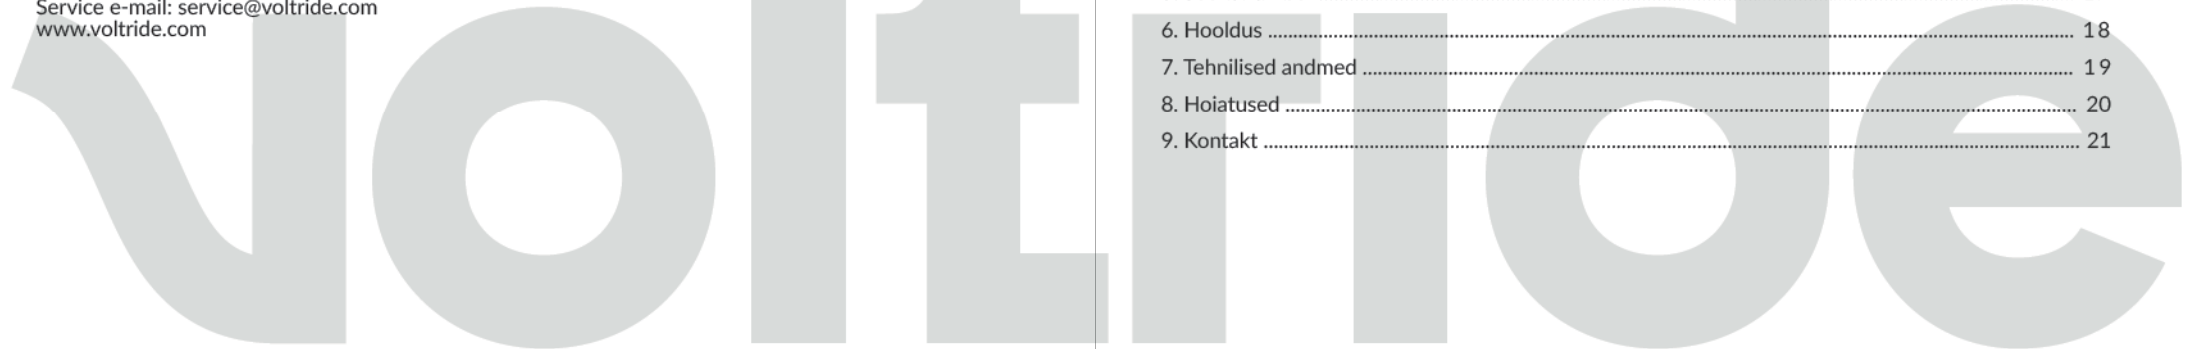 Service e-mail: service@voltride.com
www.voltride.com
6. Hooldus 18
7. Tehnilised andmed 19
8. Hoiatused 20
9. Kontakt 21
voltride